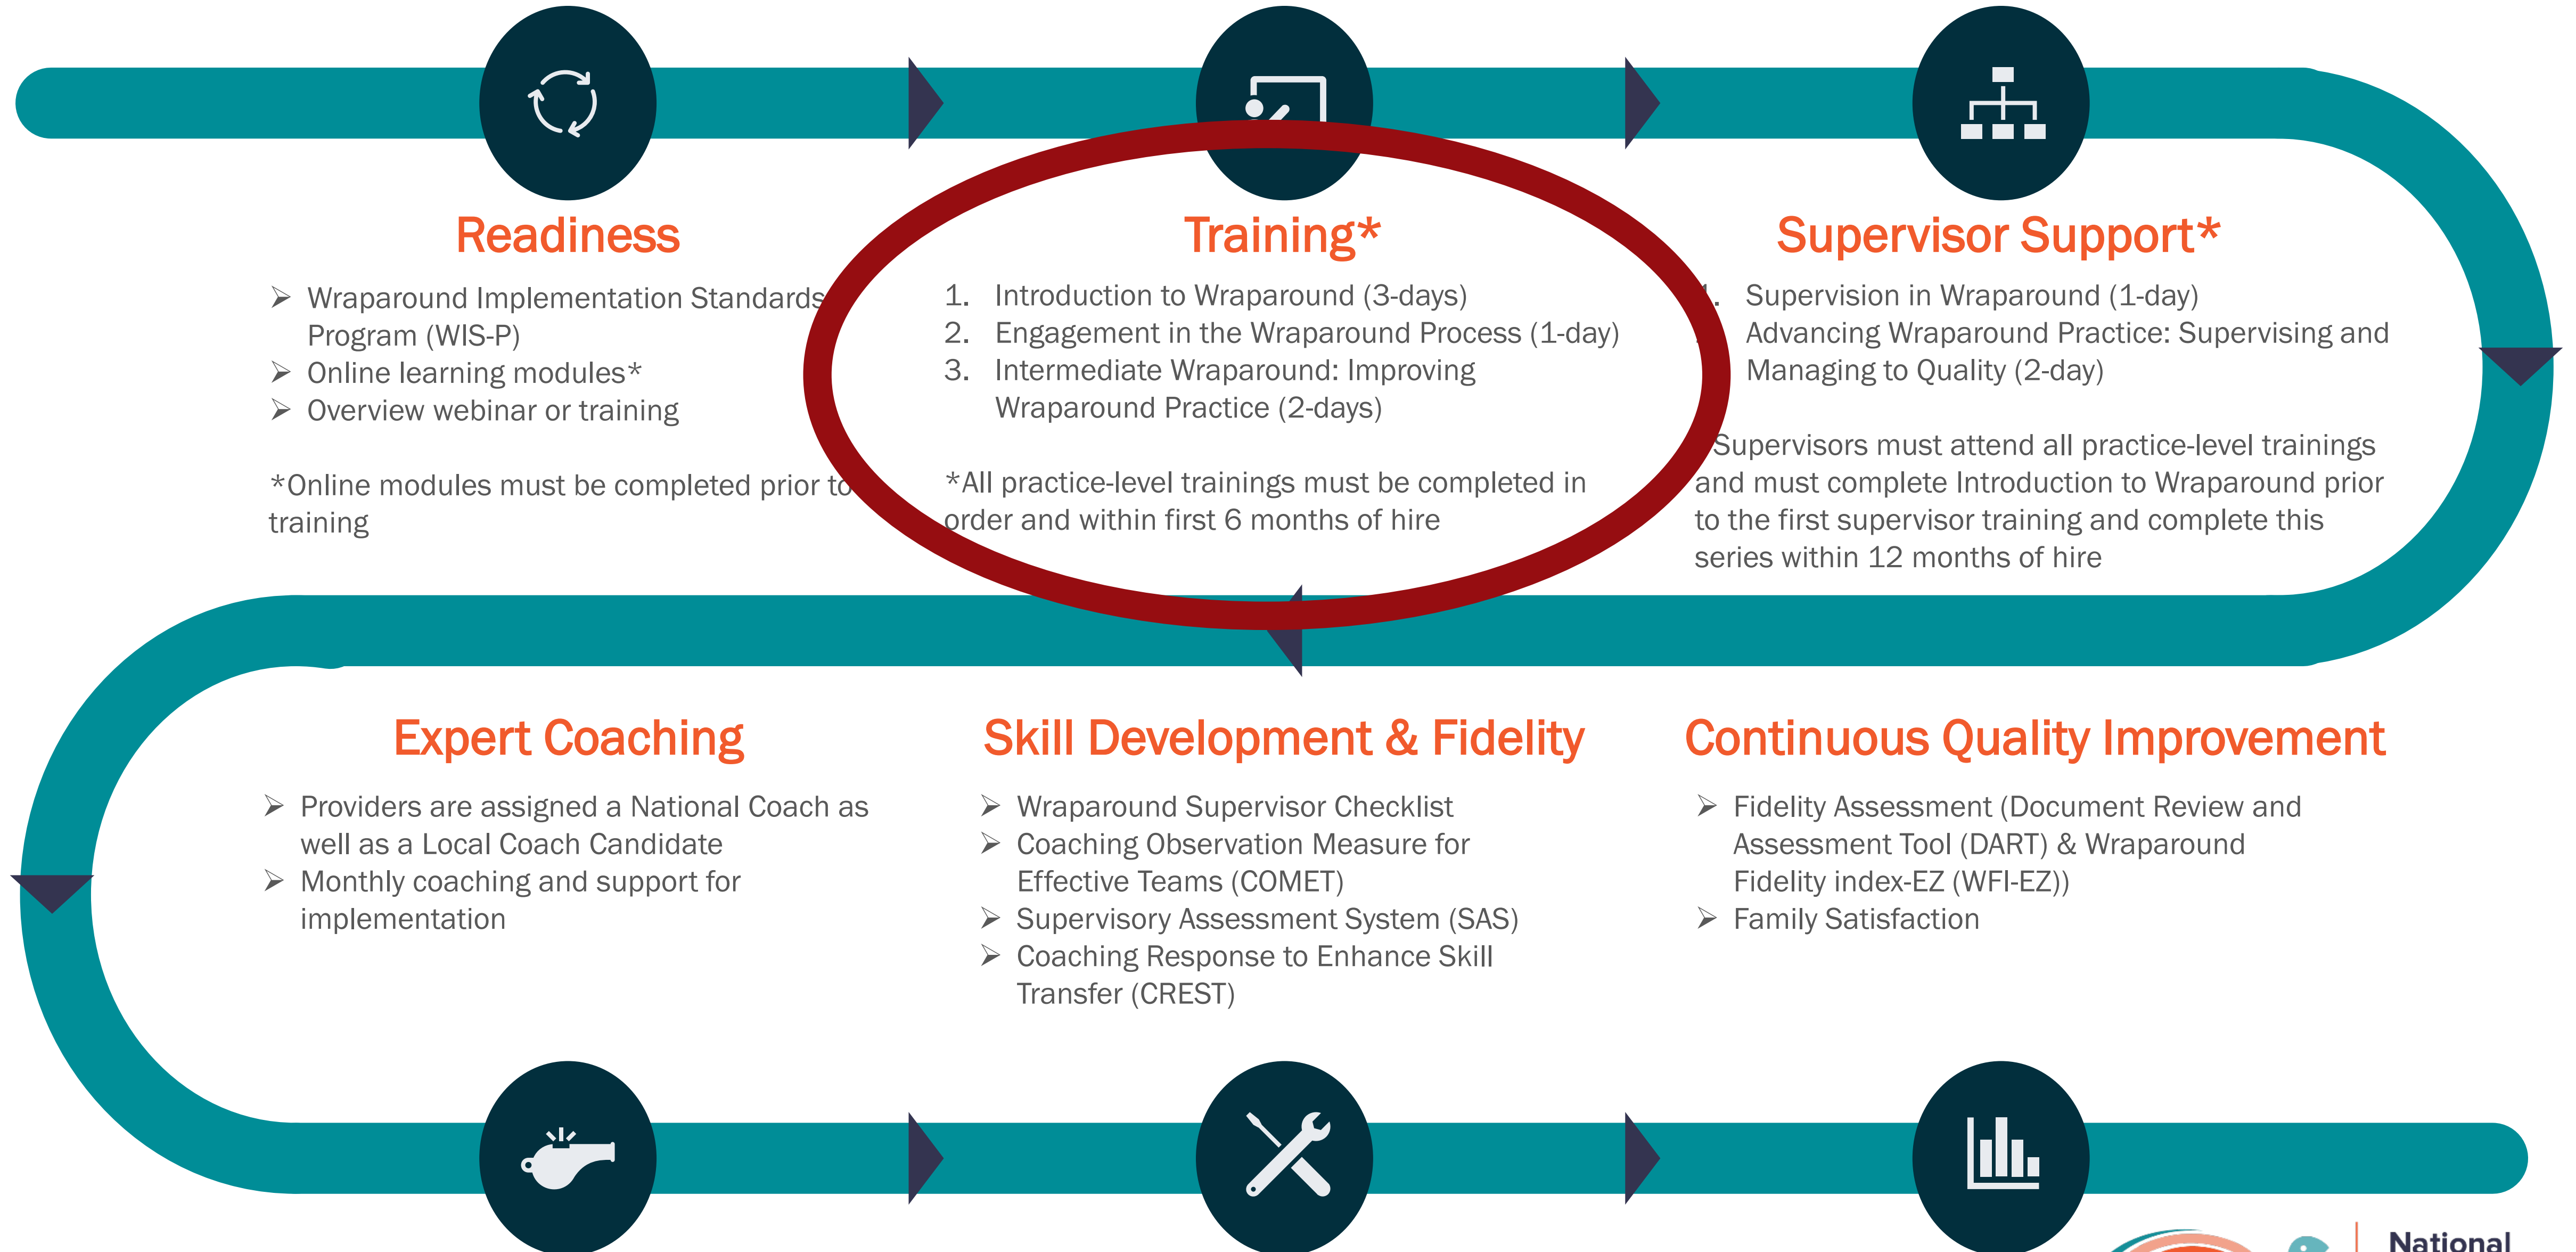 Readiness
➢ Wraparound Implementation Standards
Program (WIS-P)
➢ Online learning modules*
➢ Overview webinar or training
*Online modules must be completed prior to
training
Training*
1. Introduction to Wraparound (3-days)
2. Engagement in the Wraparound Process (1-day)
3. Intermediate Wraparound: Improving
Wraparound Practice (2-days)
*All practice-level trainings must be completed in
order and within first 6 months of hire
Supervisor Support*
Supervision in Wraparound (1-day)
Advancing Wraparound Practice: Supervising and
Managing to Quality (2-day)
Supervisors must attend all practice-level trainings
and must complete Introduction to Wraparound prior
to the first supervisor training and complete this
series within 12 months of hire
Expert Coaching
➢ Providers are assigned a National Coach as
well as a Local Coach Candidate
➢ Monthly coaching and support for
implementation
Skill Development & Fidelity
➢ Wraparound Supervisor Checklist
➢ Coaching Observation Measure for
Effective Teams (COMET)
➢ Supervisory Assessment System (SAS)
➢ Coaching Response to Enhance Skill
Transfer (CREST)
Continuous Quality Improvement
➢ Fidelity Assessment (Document Review and
Assessment Tool (DART) & Wraparound
Fidelity index-EZ (WFI-EZ))
➢ Family Satisfaction
National